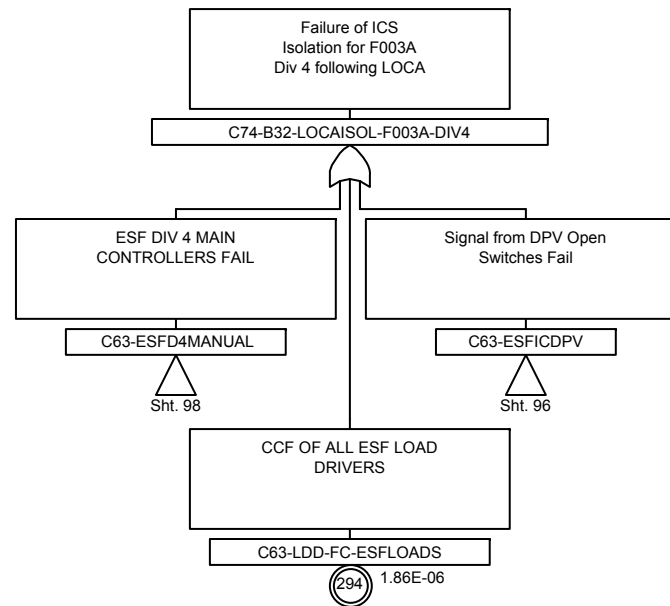 Failure of ICS
Isolation for F003A
Div 4 following LOCA
C74-B32-LOCAISOL-F003A-DIV4
ESF DIV 4 MAIN
CONTROLLERS FAIL
C63-ESFD4MANUAL
Sht. 98
Signal from DPV Open
Switches Fail
C63-ESFICDPV
Sht. 96
CCF OF ALL ESF LOAD
DRIVERS
C63-LDD-FC-ESFLOADS
294
1.86E-06